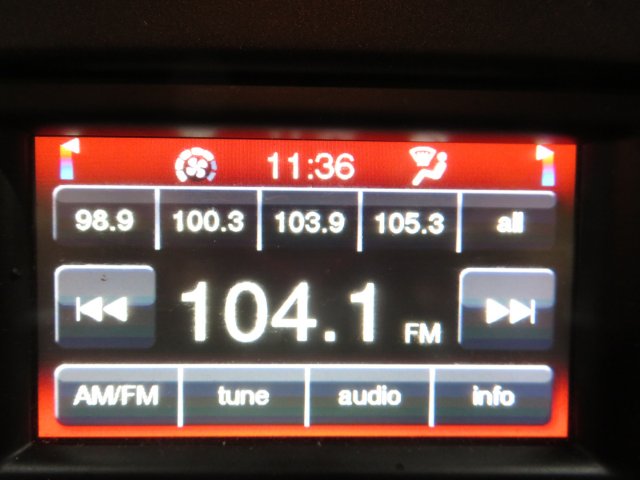 11:36
98.9 100.3 103.9 105.3 all
104.1 FM
AM/FM tune audio info